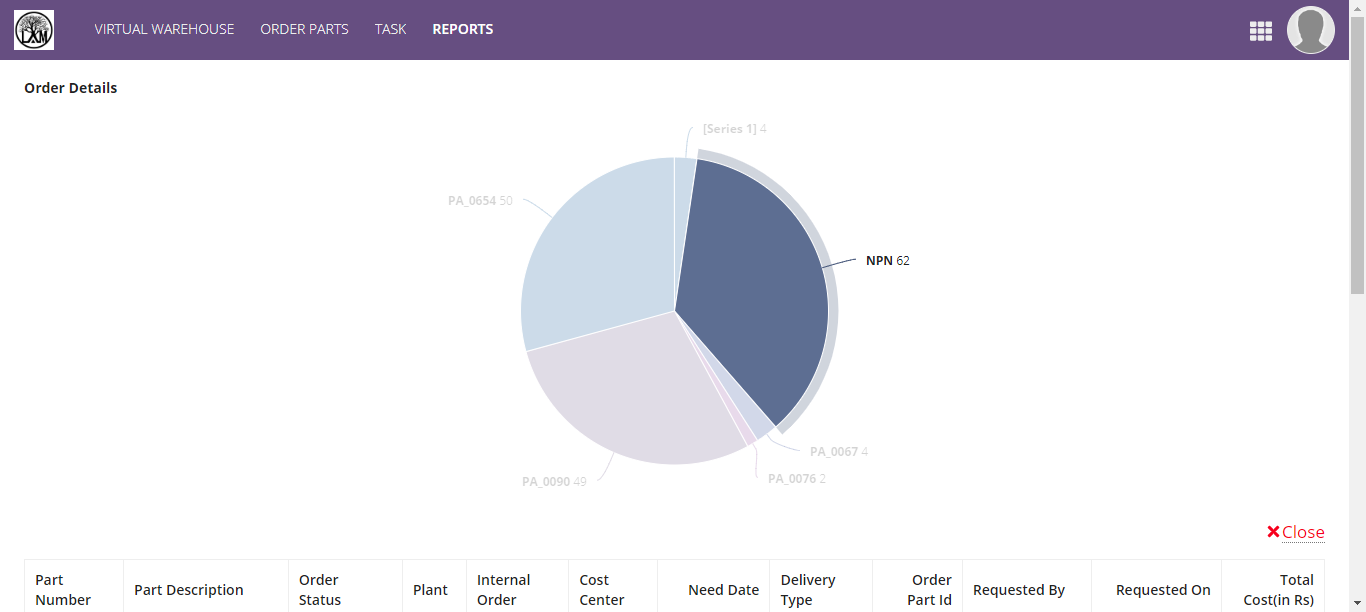 LXM
VIRTUAL WAREHOUSE ORDER PARTS TASK REPORTS
Order Details
[Series 1] 4
PA_0654 50
NPN 62
PA_0067 4
PA_0076 2
PA_0090 49
Close
Part Number
Part Description
Order Status
Plant
Internal Order
Cost Center
Need Date
Delivery Type
Order Part Id
Requested By
Requested On
Total Cost(in Rs)